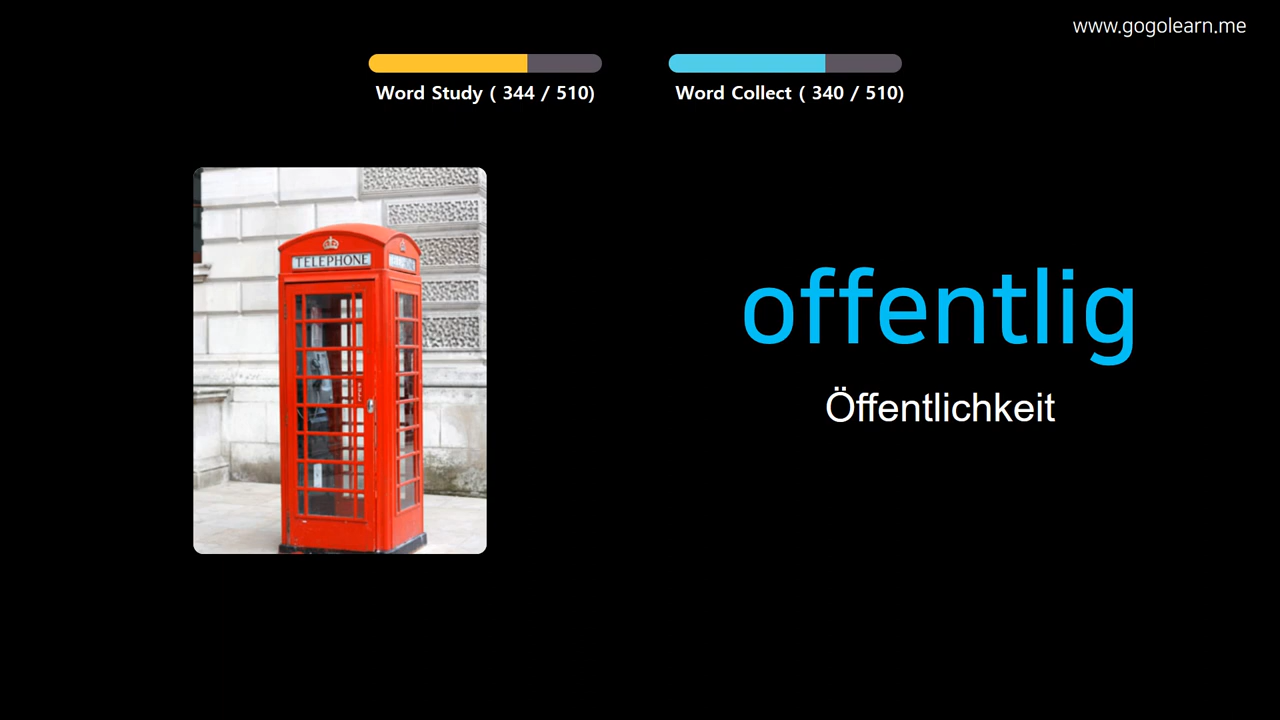 www.gogolearn.me
Word Study ( 344 / 510)
Word Collect ( 340 / 510)
TELEPHONE
offentlig
Öffentlichkeit